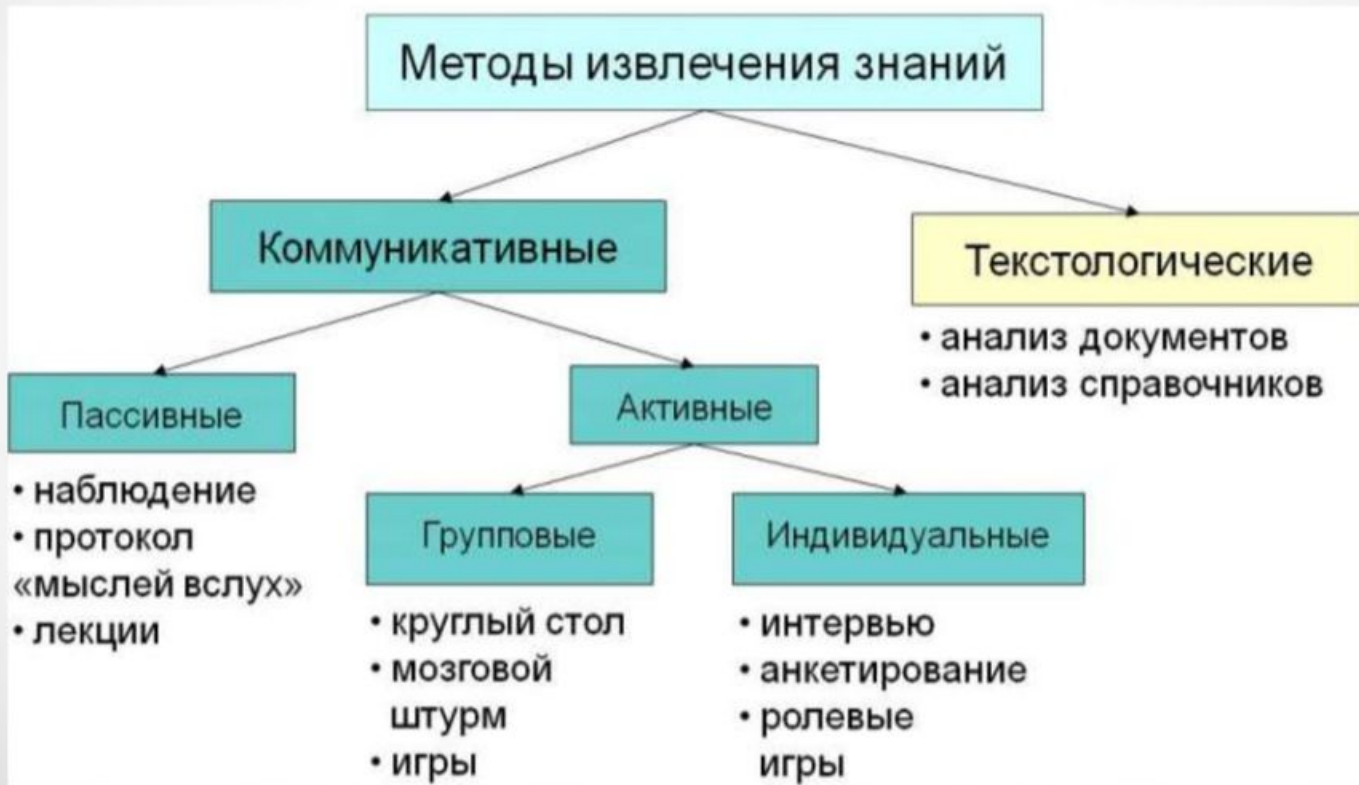 Методы извлечения знаний
Коммуникативные
Текстологические
• анализ документов
• анализ справочников
Пассивные
• наблюдение
• протокол
«мыслей вслух»
• лекции
Активные
Групповые
• круглый стол
• мозговой
штурм
• игры
Индивидуальные
• интервью
• анкетирование
• ролевые
игры